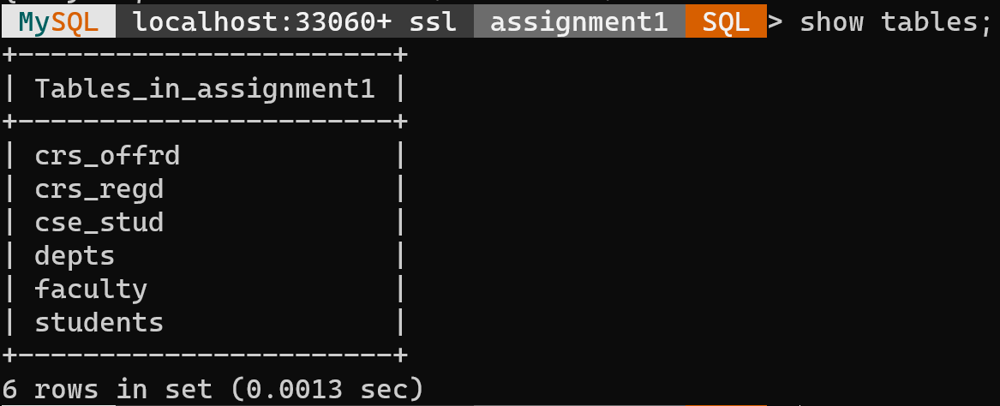 MySQL localhost:33060+ ssl assignment1 SQL > show tables;
+-----------------------+
| Tables_in_assignment1 |
+-----------------------+
| crs_offrd             |
| crs_regd              |
| cse_stud              |
| depts                 |
| faculty               |
| students              |
+-----------------------+
6 rows in set (0.0013 sec)